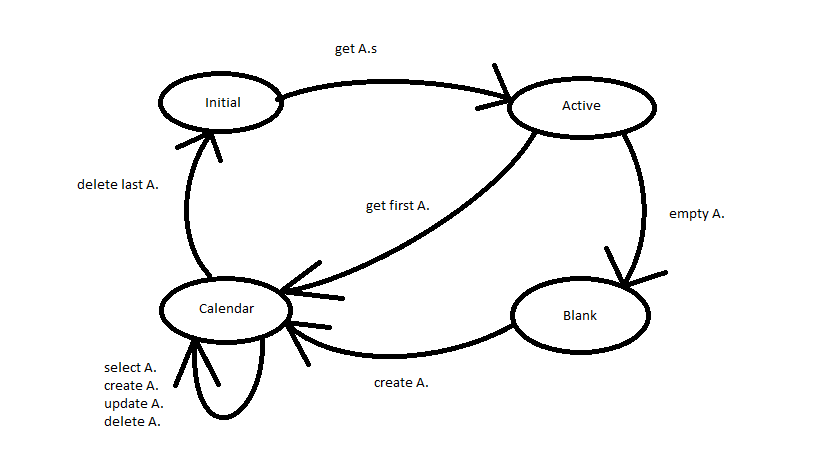 get A.s
Initial
Active
delete last A.
get first A.
empty A.
Calendar
Blank
select A.
create A.
update A.
delete A.
create A.